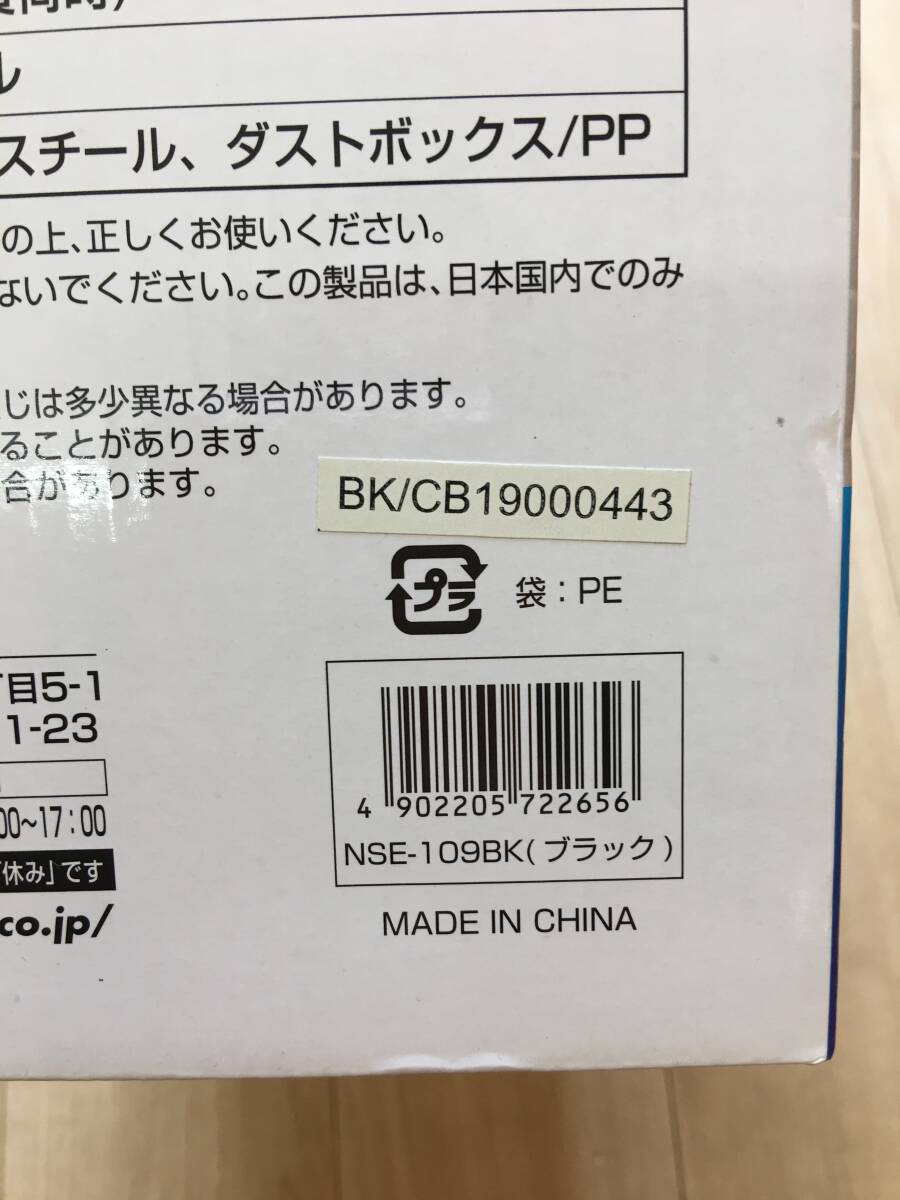 ル
スチール、ダストボックス/PP
の上、正しくお使いください。
ないでください。この製品は、日本国内でのみ
じは多少異なる場合があります。
ることがあります。
合があります。
BK/CB19000443
プラ 袋：PE
目5-1
1-23
00~17:00
休み」です
co.jp/
4 902205 722656
NSE-109BK(ブラック)
MADE IN CHINA